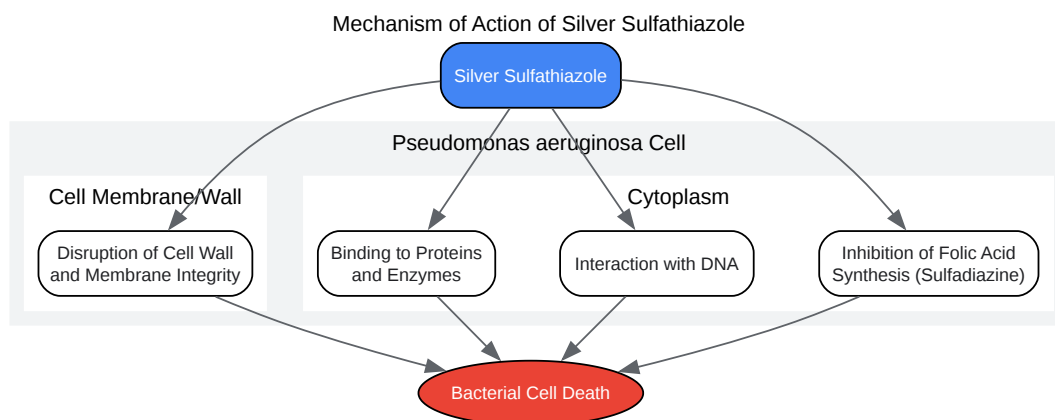 Mechanism of Action of Silver Sulfathiazole
Silver Sulfathiazole
Pseudomonas aeruginosa Cell
Cell Membrane/Wall
Cytoplasm
Disruption of Cell Wall
and Membrane Integrity
Binding to Proteins
and Enzymes
Interaction with DNA
Inhibition of Folic Acid
Synthesis (Sulfadiazine)
Bacterial Cell Death